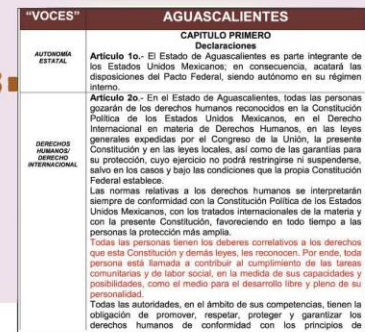 "VOCES"
AGUASCALIENTES
CAPITULO PRIMERO
Declaraciones
AUTONOMÍA
ESTATAL
Artículo 1o.- El Estado de Aguascalientes es parte integrante de
los Estados Unidos Mexicanos; en consecuencia, acatará las
disposiciones del Pacto Federal, siendo autónomo en su régimen
interno.
DERECHOS
HUMANOS/
DERECHO
INTERNACIONAL
Artículo 2o.- En el Estado de Aguascalientes, todas las personas
gozarán de los derechos humanos reconocidos en la Constitución
Política de los Estados Unidos Mexicanos, en el Derecho
Internacional en materia de Derechos Humanos, en las leyes
generales expedidas por el Congreso de la Unión, la presente
Constitución y en las leyes locales, así como de las garantías para
su protección, cuyo ejercicio no podrá restringirse ni suspenderse,
salvo en los casos y bajo las condiciones que la propia Constitución
Federal establece.
Las normas relativas a los derechos humanos se interpretarán
siempre de conformidad con la Constitución Política de los Estados
Unidos Mexicanos, con los tratados internacionales de la materia y
con la presente Constitución, favoreciendo en todo tiempo a las
personas la protección más amplia.
Todas las personas tienen los deberes correlativos a los derechos
que esta Constitución y demás leyes, les reconocen. Por ende, toda
persona está llamada a contribuir al cumplimiento de las tareas
comunitarias y de labor social, en la medida de sus capacidades y
posibilidades, como el medio para el desarrollo libre y pleno de su
personalidad.
Todas las autoridades, en el ámbito de sus competencias, tienen la
obligación de promover, respetar, proteger y garantizar los
derechos humanos de conformidad con los principios de